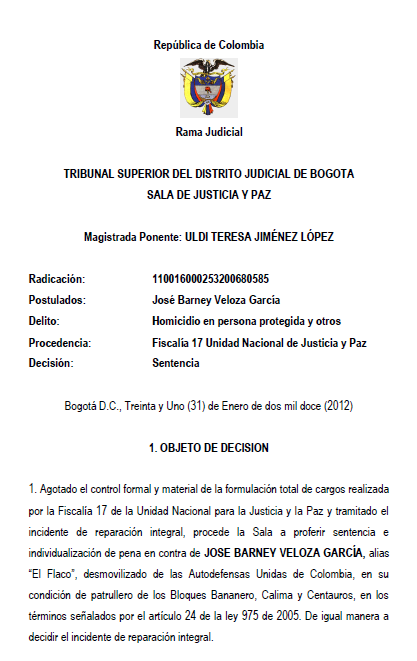 República de Colombia
Rama Judicial
TRIBUNAL SUPERIOR DEL DISTRITO JUDICIAL DE BOGOTA
SALA DE JUSTICIA Y PAZ
Magistrada Ponente: ULDI TERESA JIMÉNEZ LÓPEZ
Radicación: 110016000253200680585
Postulados: José Barney Veloza García
Delito: Homicidio en persona protegida y otros
Procedencia: Fiscalía 17 Unidad Nacional de Justicia y Paz
Decisión: Sentencia
Bogotá D.C., Treinta y Uno (31) de Enero de dos mil doce (2012)
1. OBJETO DE DECISION
1. Agotado el control formal y material de la formulación total de cargos realizada
por la Fiscalía 17 de la Unidad Nacional para la Justicia y la Paz y tramitado el
incidente de reparación integral, procede la Sala a proferir sentencia e
individualización de pena en contra de JOSE BARNEY VELOZA GARCÍA, alias
“El Flaco”, desmovilizado de las Autodefensas Unidas de Colombia, en su
condición de patrullero de los Bloques Bananero, Calima y Centauros, en los
términos señalados por el artículo 24 de la ley 975 de 2005. De igual manera a
decidir el incidente de reparación integral.